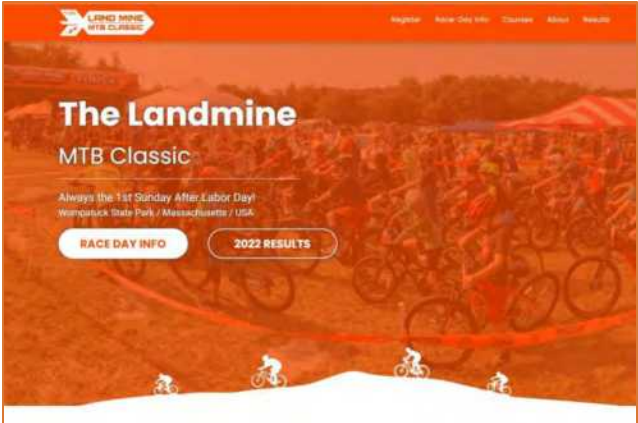 LAND MINE
MTB CLASSIC
Register Race Day Info Courses About Results
The Landmine
MTB Classic
Always the 1st Sunday After Labor Day!
Wompatuck State Park / Massachusetts / USA
RACE DAY INFO
2022 RESULTS